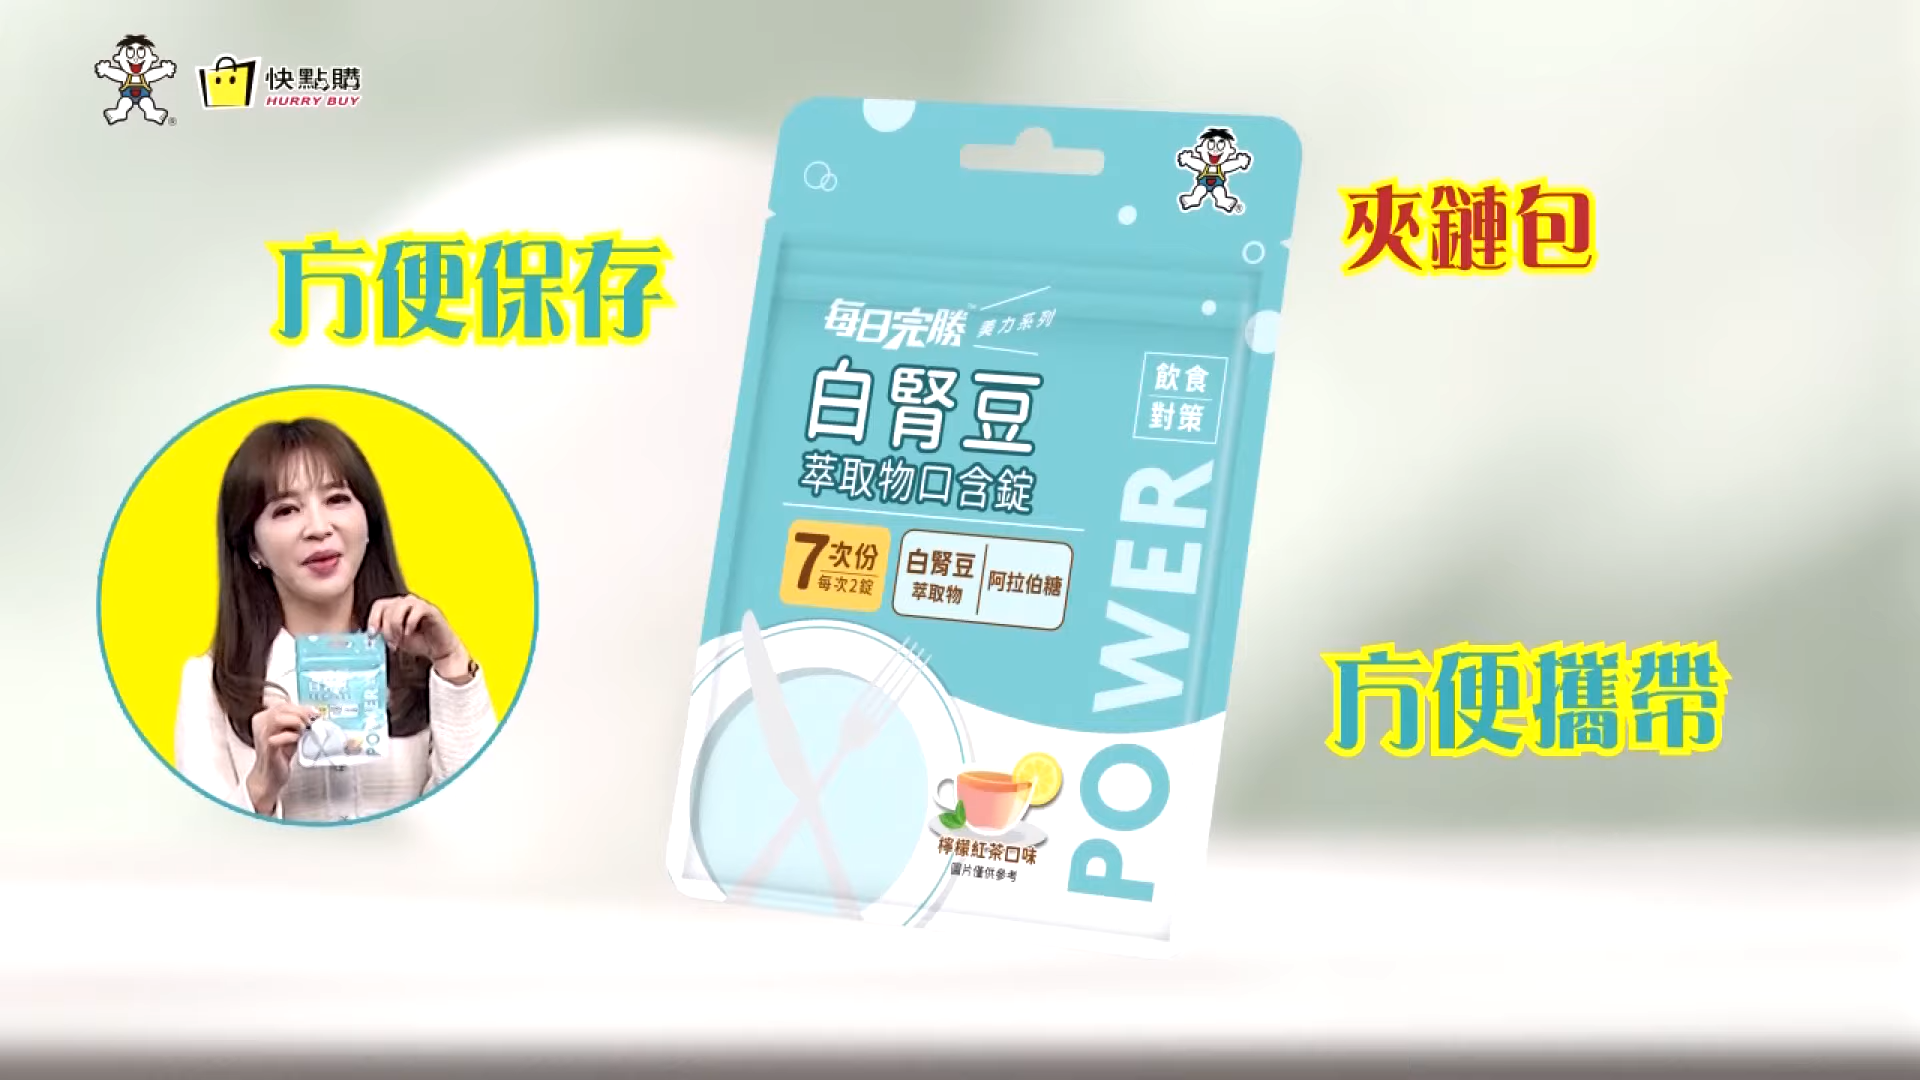 快點購
HURRY BUY
方便保存
夾鏈包
方便攜帶
每日完勝™
美力系列
白腎豆
萃取物口含錠
飲食
對策
7次份
每次2錠
白腎豆
萃取物
阿拉伯糖
POWER
檸檬紅茶口味
圖片僅供參考